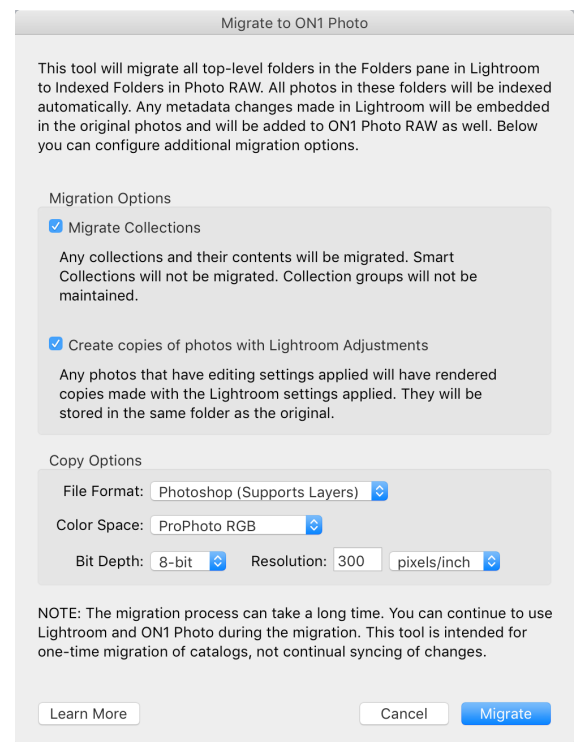 Migrate to ON1 Photo
This tool will migrate all top-level folders in the Folders pane in Lightroom
to Indexed Folders in Photo RAW. All photos in these folders will be indexed
automatically. Any metadata changes made in Lightroom will be embedded
in the original photos and will be added to ON1 Photo RAW as well. Below
you can configure additional migration options.
Migration Options
Migrate Collections
Any collections and their contents will be migrated. Smart
Collections will not be migrated. Collection groups will not be
maintained.
Create copies of photos with Lightroom Adjustments
Any photos that have editing settings applied will have rendered
copies made with the Lightroom settings applied. They will be
stored in the same folder as the original.
Copy Options
File Format: Photoshop (Supports Layers)
Color Space: ProPhoto RGB
Bit Depth: 8-bit Resolution: 300 pixels/inch
NOTE: The migration process can take a long time. You can continue to use
Lightroom and ON1 Photo during the migration. This tool is intended for
one-time migration of catalogs, not continual syncing of changes.
Learn More Cancel Migrate